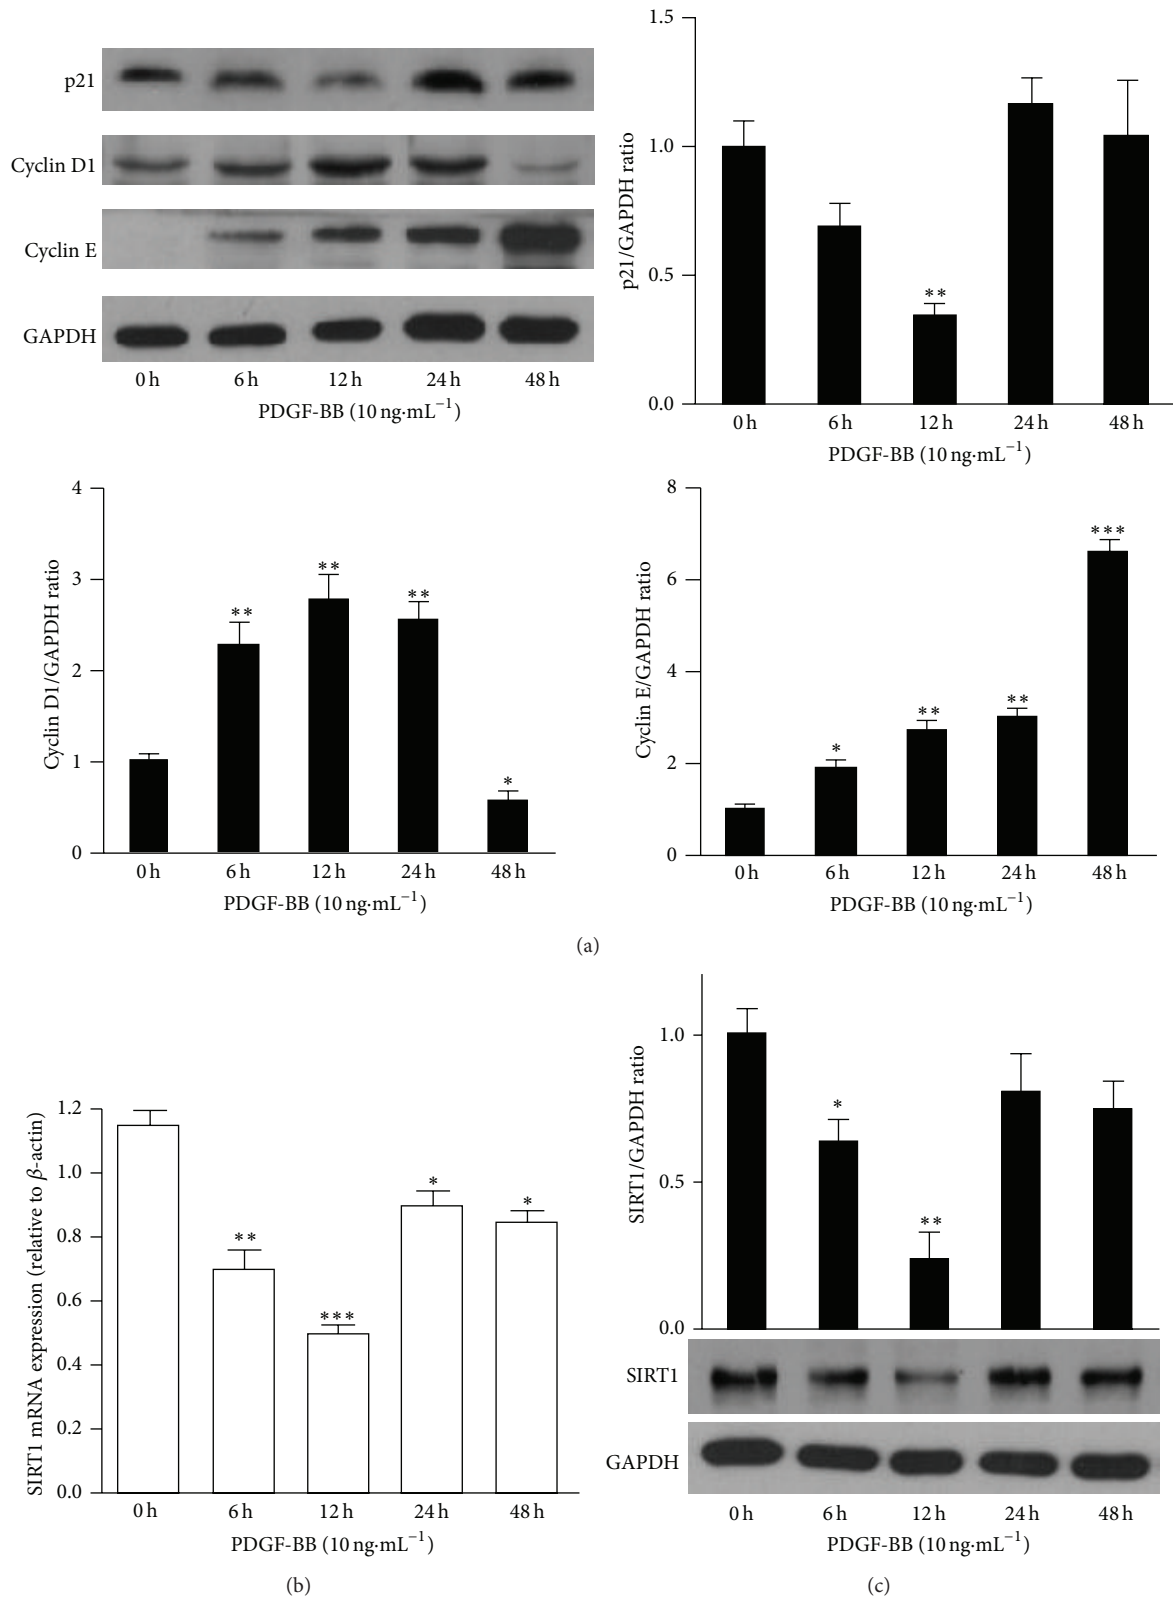 p21
Cyclin D1
Cyclin E
GAPDH
0 h 6 h 12 h 24 h 48 h
PDGF-BB (10 ng·mL⁻¹)
p21/GAPDH ratio
1.5
1.0
0.5
0.0
**
0 h 6 h 12 h 24 h 48 h
PDGF-BB (10 ng·mL⁻¹)
Cyclin D1/GAPDH ratio
4
3
2
1
0
** ** ** *
0 h 6 h 12 h 24 h 48 h
PDGF-BB (10 ng·mL⁻¹)
Cyclin E/GAPDH ratio
8
6
4
2
0
* ** ** ***
0 h 6 h 12 h 24 h 48 h
PDGF-BB (10 ng·mL⁻¹)
(a)
SIRT1 mRNA expression (relative to β-actin)
1.2
1.0
0.8
0.6
0.4
0.2
0.0
** *** * *
0 h 6 h 12 h 24 h 48 h
PDGF-BB (10 ng·mL⁻¹)
(b)
SIRT1/GAPDH ratio
1.0
0.5
0.0
* **
SIRT1
GAPDH
0 h 6 h 12 h 24 h 48 h
PDGF-BB (10 ng·mL⁻¹)
(c)